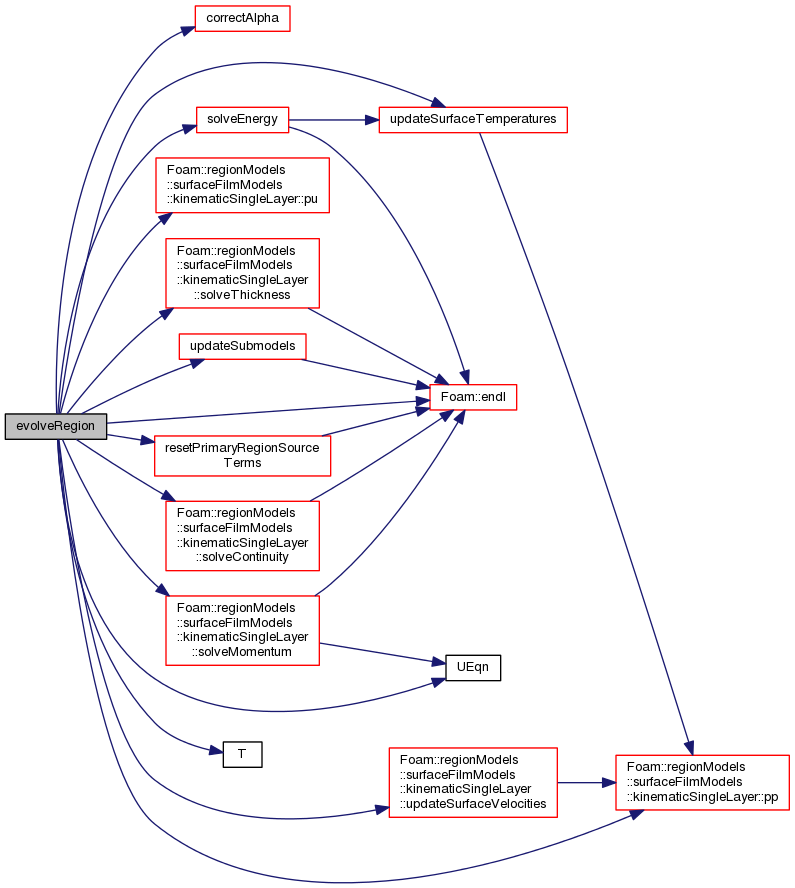 correctAlpha
solveEnergy
updateSurfaceTemperatures
Foam::regionModels
::surfaceFilmModels
::kinematicSingleLayer::pu
Foam::regionModels
::surfaceFilmModels
::kinematicSingleLayer
::solveThickness
updateSubmodels
Foam::endl
evolveRegion
resetPrimaryRegionSource
Terms
Foam::regionModels
::surfaceFilmModels
::kinematicSingleLayer
::solveContinuity
Foam::regionModels
::surfaceFilmModels
::kinematicSingleLayer
::solveMomentum
UEqn
T
Foam::regionModels
::surfaceFilmModels
::kinematicSingleLayer
::updateSurfaceVelocities
Foam::regionModels
::surfaceFilmModels
::kinematicSingleLayer::pp